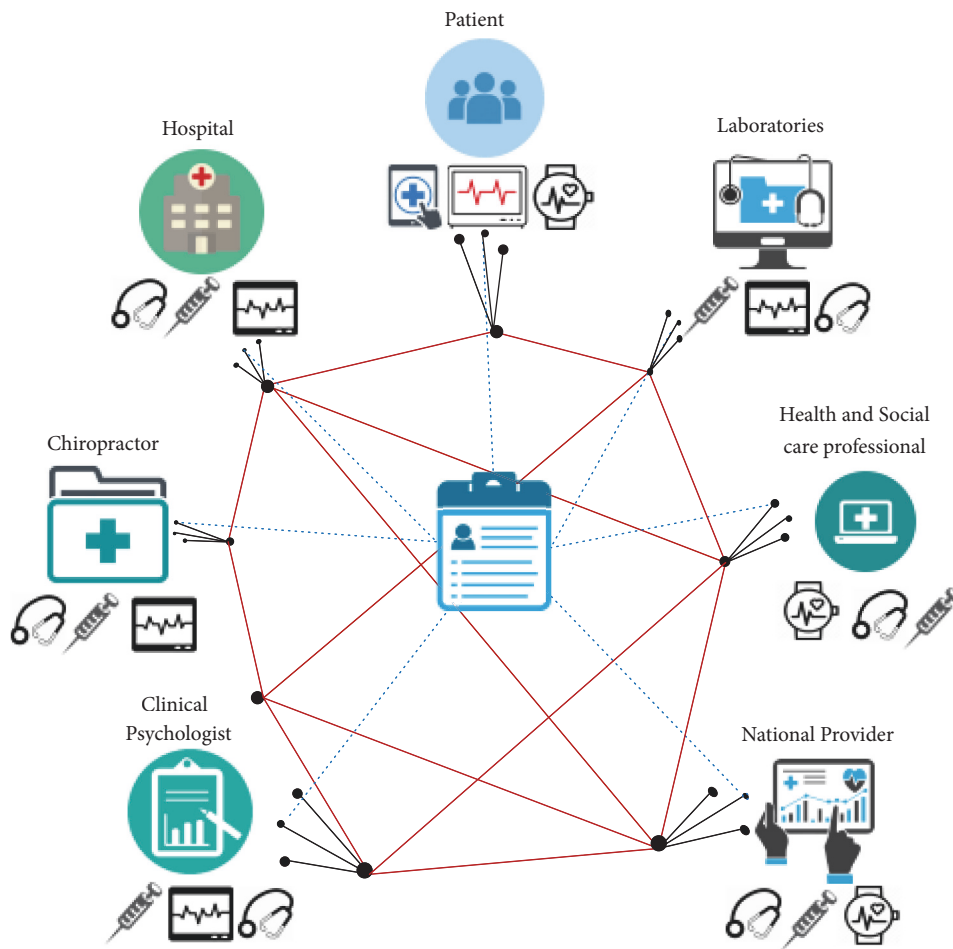 Patient
Hospital
Laboratories
Chiropractor
Health and Social
care professional
Clinical
Psychologist
National Provider